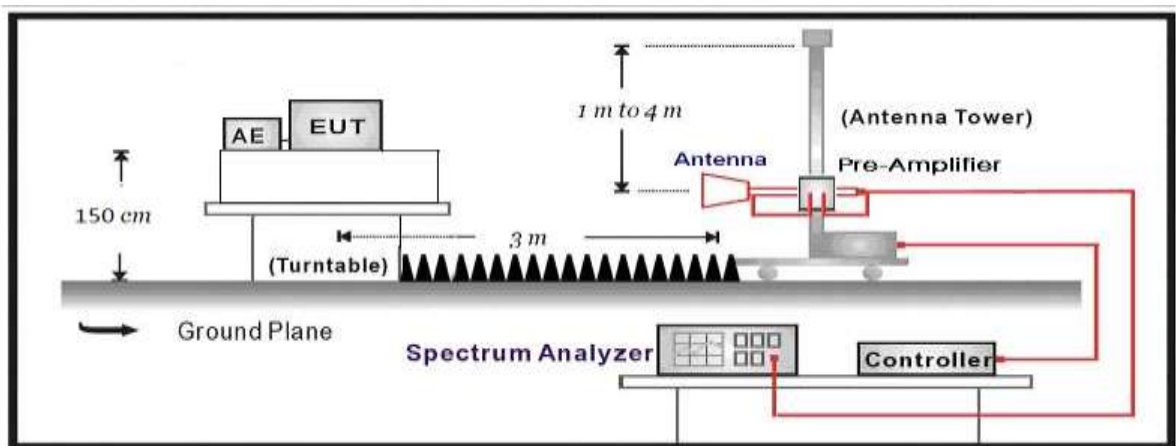 1 m to 4 m
(Antenna Tower)
AE
EUT
Antenna
Pre-Amplifier
150 cm
3 m
(Turntable)
Ground Plane
Spectrum Analyzer
Controller